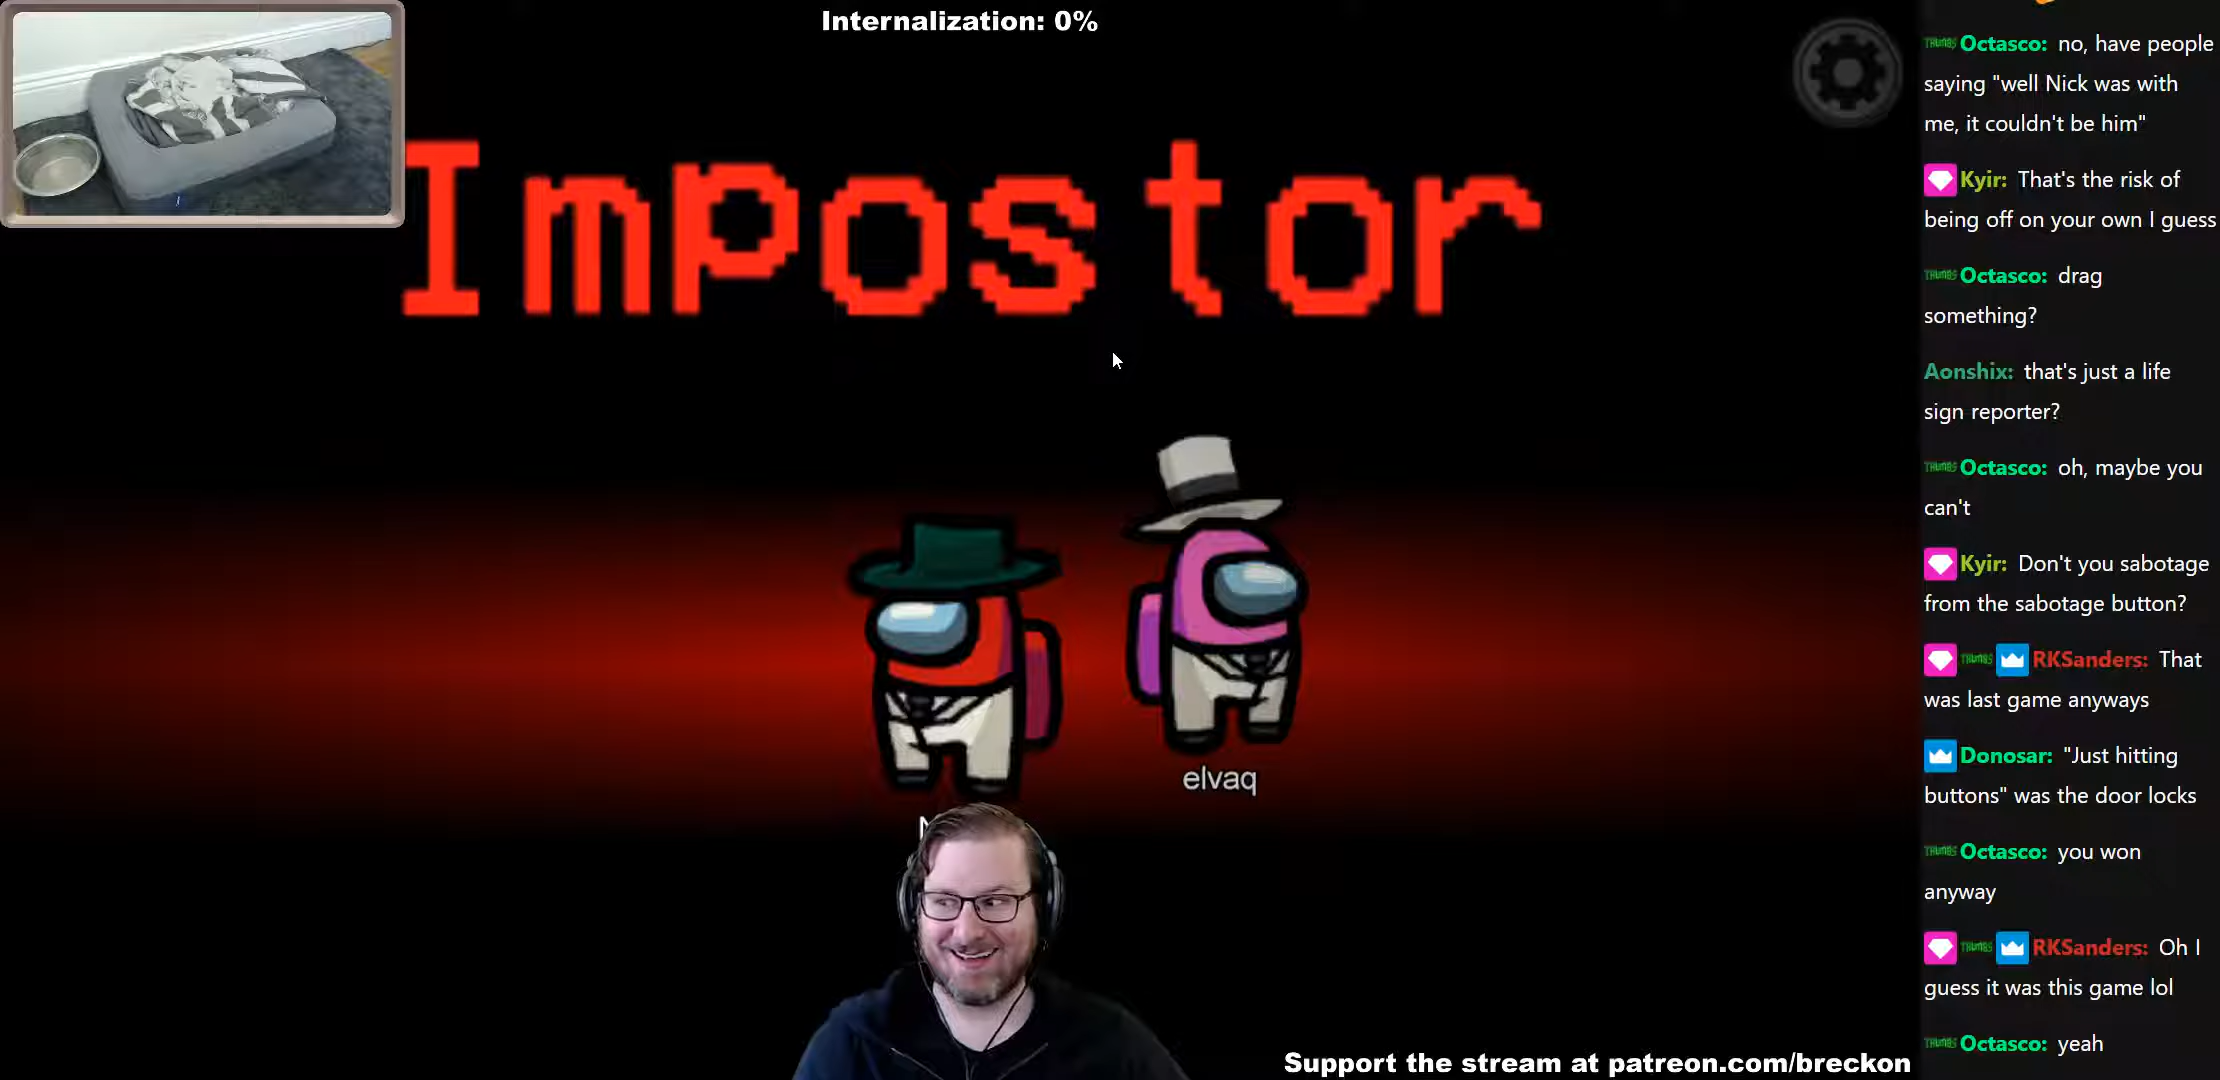 Internalization: 0%
Impostor
elvaq
Support the stream at patreon.com/breckon
Octasco: no, have people
saying "well Nick was with
me, it couldn't be him"
Kyir: That's the risk of
being off on your own I guess
Octasco: drag
something?
Aonshix: that's just a life
sign reporter?
Octasco: oh, maybe you
can't
Kyir: Don't you sabotage
from the sabotage button?
RKSanders: That
was last game anyways
Donosar: "Just hitting
buttons" was the door locks
Octasco: you won
anyway
RKSanders: Oh I
guess it was this game lol
Octasco: yeah